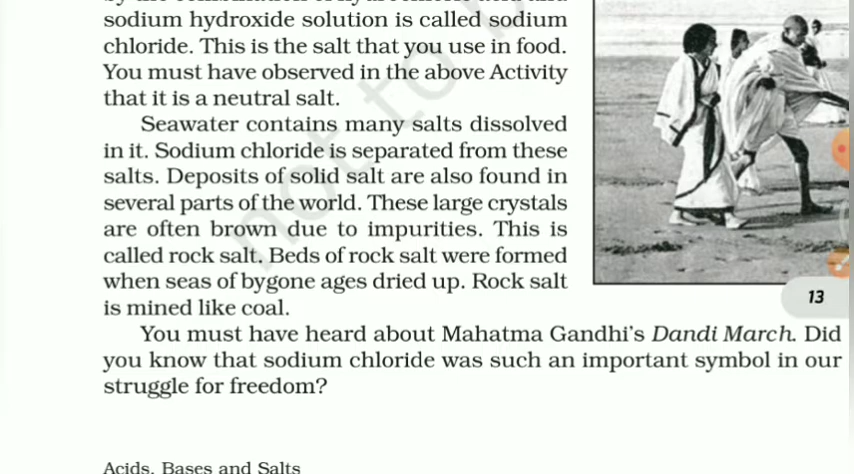 sodium hydroxide solution is called sodium
chloride. This is the salt that you use in food.
You must have observed in the above Activity
that it is a neutral salt.
Seawater contains many salts dissolved
in it. Sodium chloride is separated from these
salts. Deposits of solid salt are also found in
several parts of the world. These large crystals
are often brown due to impurities. This is
called rock salt. Beds of rock salt were formed
when seas of bygone ages dried up. Rock salt
is mined like coal.
13
You must have heard about Mahatma Gandhi's Dandi March. Did
you know that sodium chloride was such an important symbol in our
struggle for freedom?
Acids, Bases and Salts
not to